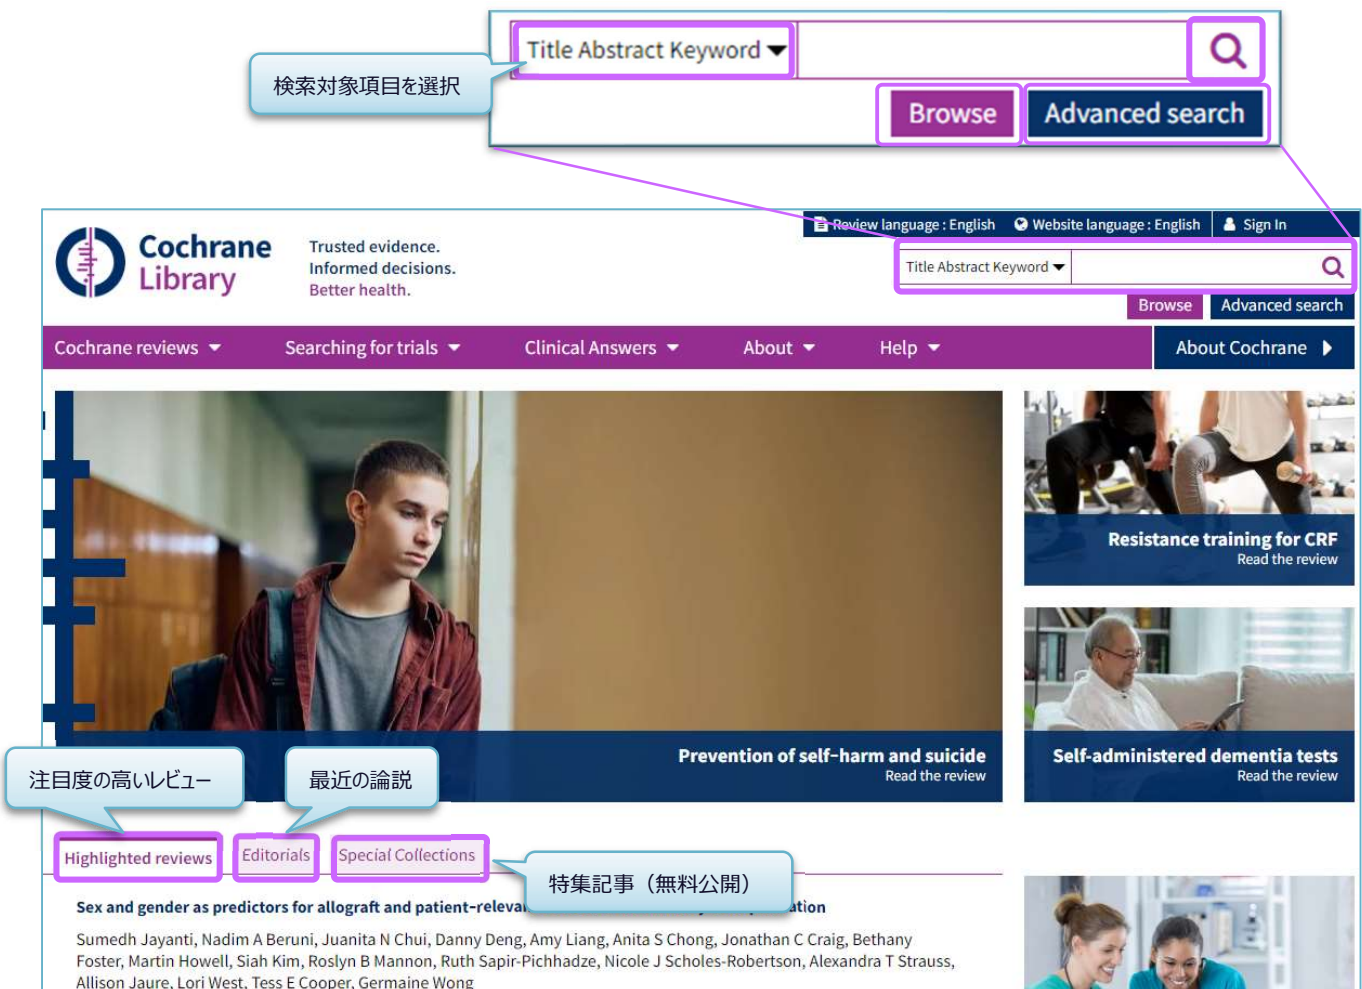 Title Abstract Keyword
検索対象項目を選択
Browse
Advanced search
Review language : English
Website language : English
Sign In
Cochrane
Library
Trusted evidence.
Informed decisions.
Better health.
Title Abstract Keyword
Browse
Advanced search
Cochrane reviews
Searching for trials
Clinical Answers
About
Help
About Cochrane
Resistance training for CRF
Read the review
Prevention of self-harm and suicide
Read the review
Self-administered dementia tests
Read the review
注目度の高いレビュー
最近の論説
Highlighted reviews
Editorials
Special Collections
特集記事（無料公開）
Sex and gender as predictors for allograft and patient-
Sumedh Jayanti, Nadim A Beruni, Juanita N Chui, Danny Deng, Amy Liang, Anita S Chong, Jonathan C Craig, Bethany
Foster, Martin Howell, Siah Kim, Roslyn B Mannon, Ruth Sapir-Pichhadze, Nicole J Scholes-Robertson, Alexandra T Strauss,
Allison Jaure, Lori West, Tess E Cooper, Germaine Wong